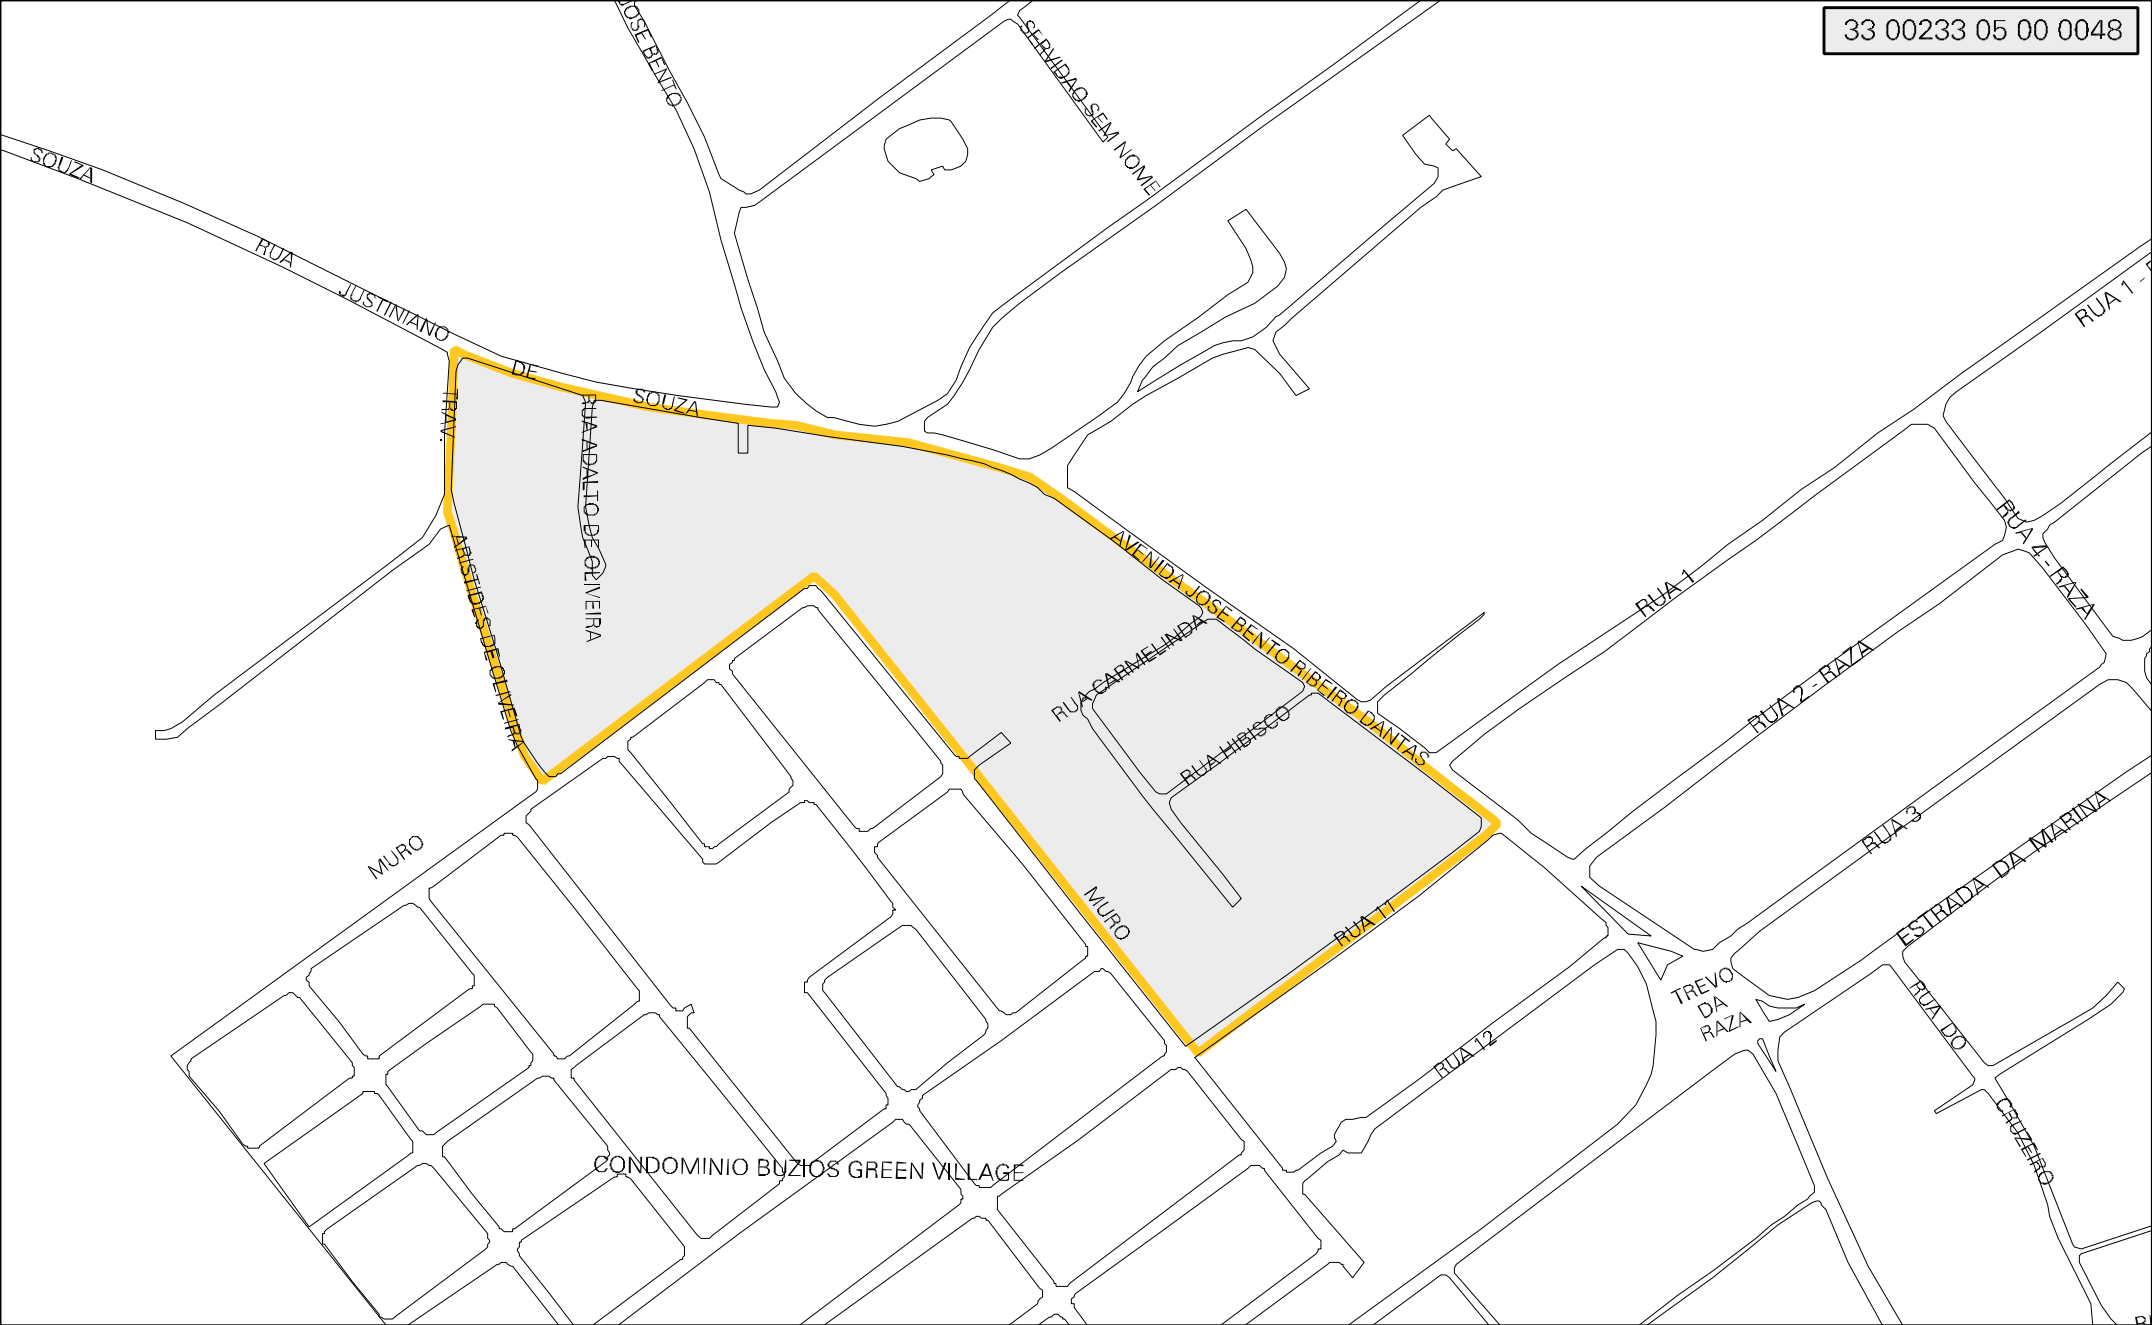 33 00233 05 00 0048
JOSE BENTO
SERVIDAO SEM NOME
SOUZA
RUA
JUSTINIANO
DE
SOUZA
RUA 1 -
TRAV.
ARISTIDES DE OLIVEIRA
RUA ADALTO DE OLIVEIRA
AVENIDA JOSE BENTO RIBEIRO DANTAS
RUA 1
RUA 4 - RAZA
RUA CARMELINDA
RUA HIBISCO
RUA 2 - RAZA
RUA 3
ESTRADA DA MARINA
MURO
MURO
RUA 11
TREVO
DA
RAZA
RUA DO
CRUZEIRO
RUA 12
CONDOMINIO BUZIOS GREEN VILLAGE